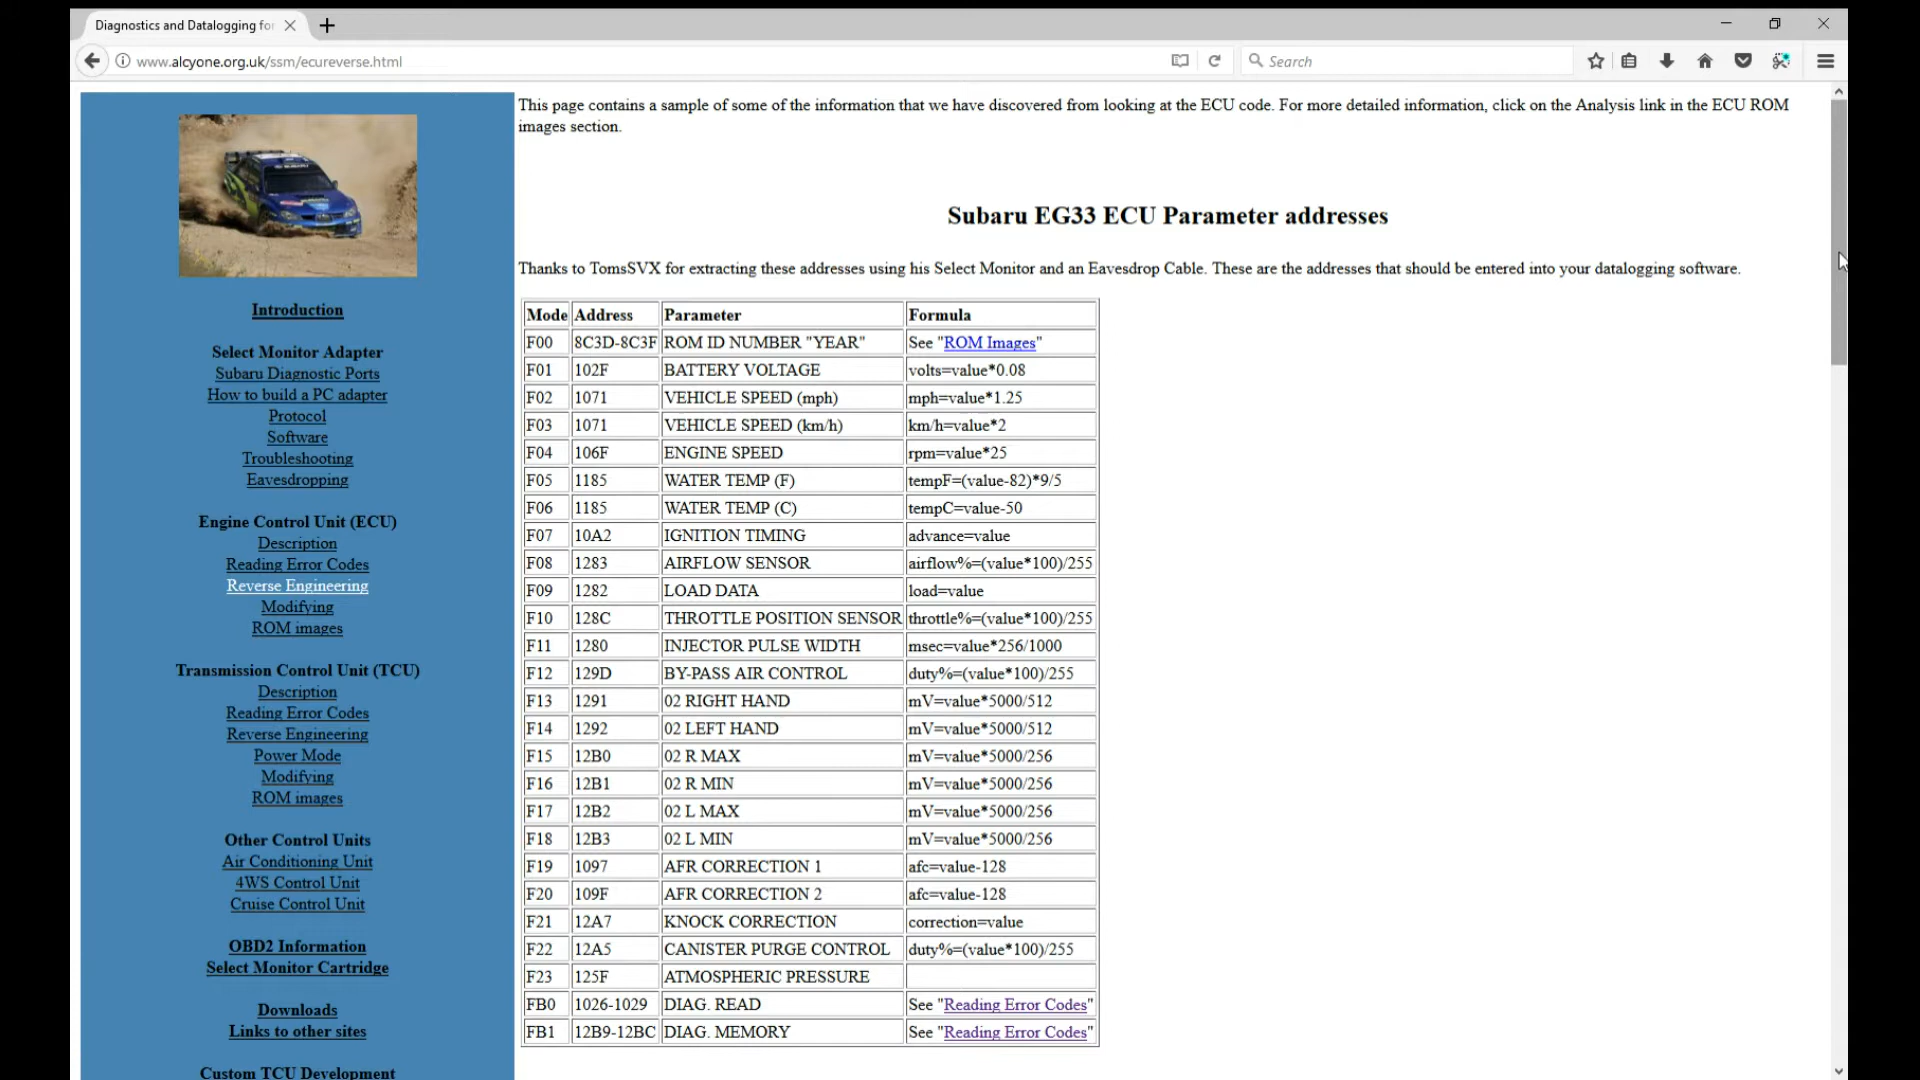 Diagnostics and Datalogging for
www.alcyone.org.uk/ssm/ecureverse.html
Search
Introduction
Select Monitor Adapter
Subaru Diagnostic Ports
How to build a PC adapter
Protocol
Software
Troubleshooting
Eavesdropping
Engine Control Unit (ECU)
Description
Reading Error Codes
Reverse Engineering
Modifying
ROM images
Transmission Control Unit (TCU)
Description
Reading Error Codes
Reverse Engineering
Power Mode
Modifying
ROM images
Other Control Units
Air Conditioning Unit
4WS Control Unit
Cruise Control Unit
OBD2 Information
Select Monitor Cartridge
Downloads
Links to other sites
Custom TCU Development
This page contains a sample of some of the information that we have discovered from looking at the ECU code. For more detailed information, click on the Analysis link in the ECU ROM
images section.
Subaru EG33 ECU Parameter addresses
Thanks to TomsSVX for extracting these addresses using his Select Monitor and an Eavesdrop Cable. These are the addresses that should be entered into your datalogging software.
Mode Address Parameter Formula
F00 8C3D-8C3F ROM ID NUMBER "YEAR" See "ROM Images"
F01 102F BATTERY VOLTAGE volts=value*0.08
F02 1071 VEHICLE SPEED (mph) mph=value*1.25
F03 1071 VEHICLE SPEED (km/h) km/h=value*2
F04 106F ENGINE SPEED rpm=value*25
F05 1185 WATER TEMP (F) tempF=(value-82)*9/5
F06 1185 WATER TEMP (C) tempC=value-50
F07 10A2 IGNITION TIMING advance=value
F08 1283 AIRFLOW SENSOR airflow%=(value*100)/255
F09 1282 LOAD DATA load=value
F10 128C THROTTLE POSITION SENSOR throttle%=(value*100)/255
F11 1280 INJECTOR PULSE WIDTH msec=value*256/1000
F12 129D BY-PASS AIR CONTROL duty%=(value*100)/255
F13 1291 02 RIGHT HAND mV=value*5000/512
F14 1292 02 LEFT HAND mV=value*5000/512
F15 12B0 02 R MAX mV=value*5000/256
F16 12B1 02 R MIN mV=value*5000/256
F17 12B2 02 L MAX mV=value*5000/256
F18 12B3 02 L MIN mV=value*5000/256
F19 1097 AFR CORRECTION 1 afc=value-128
F20 109F AFR CORRECTION 2 afc=value-128
F21 12A7 KNOCK CORRECTION correction=value
F22 12A5 CANISTER PURGE CONTROL duty%=(value*100)/255
F23 125F ATMOSPHERIC PRESSURE
FB0 1026-1029 DIAG. READ See "Reading Error Codes"
FB1 12B9-12BC DIAG. MEMORY See "Reading Error Codes"